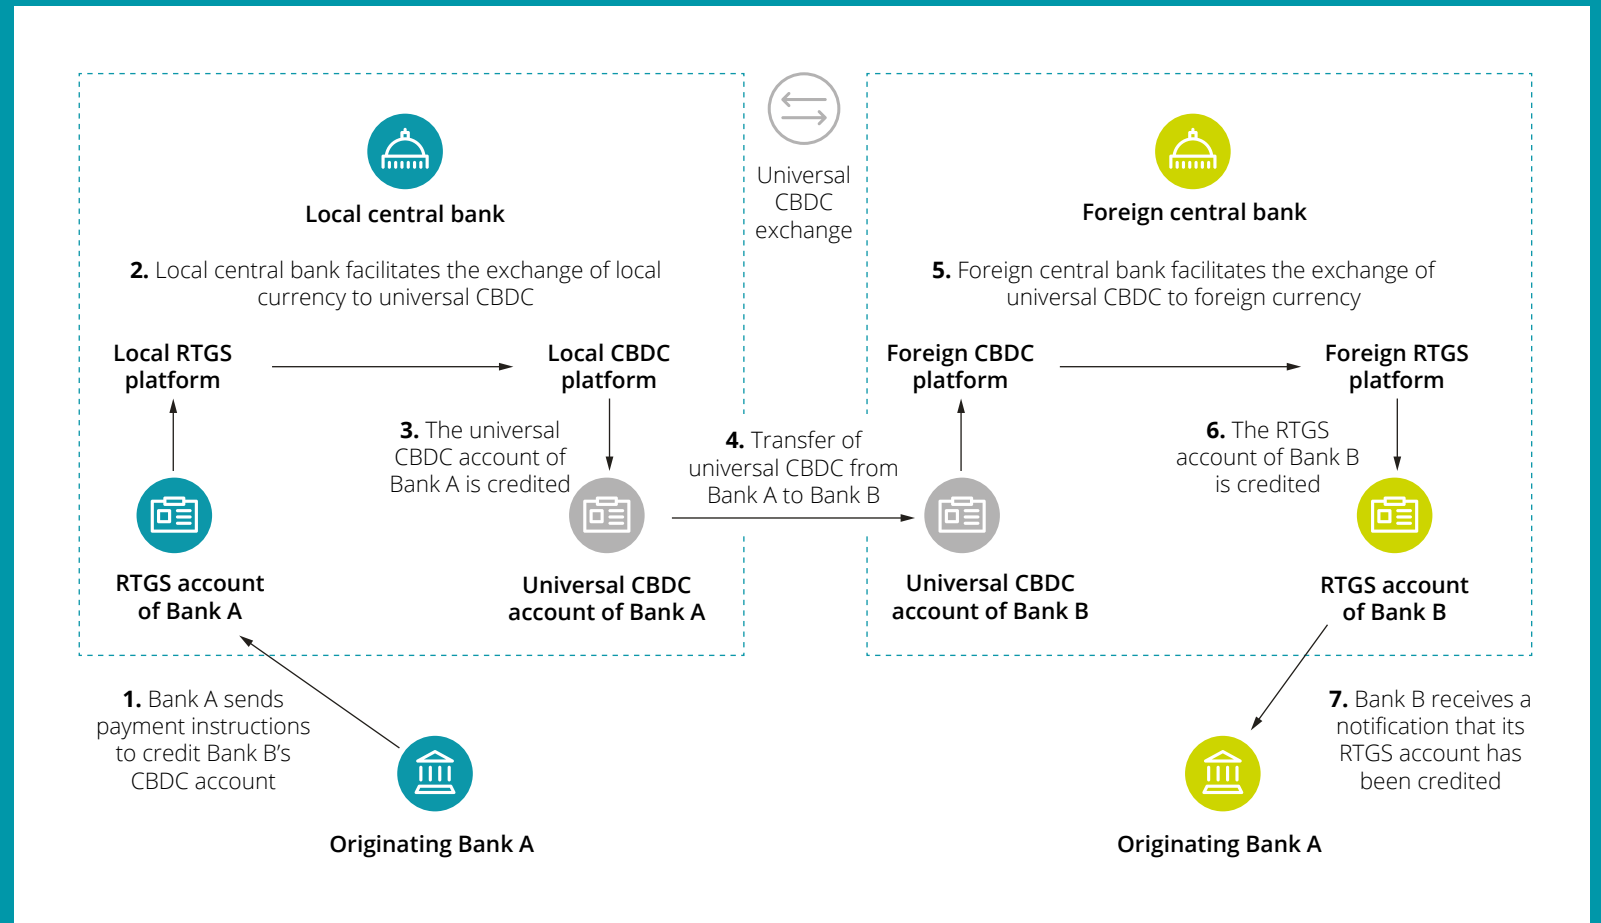 Local central bank
2. Local central bank facilitates the exchange of local
currency to universal CBDC
Local RTGS
platform
Local CBDC
platform
3. The universal
CBDC account of
Bank A is credited
RTGS account
of Bank A
Universal CBDC
account of Bank A
1. Bank A sends
payment instructions
to credit Bank B’s
CBDC account
Originating Bank A
Universal
CBDC
exchange
4. Transfer of
universal CBDC from
Bank A to Bank B
Foreign central bank
5. Foreign central bank facilitates the exchange of
universal CBDC to foreign currency
Foreign CBDC
platform
Foreign RTGS
platform
6. The RTGS
account of Bank B
is credited
Universal CBDC
account of Bank B
RTGS account
of Bank B
7. Bank B receives a
notification that its
RTGS account has
been credited
Originating Bank A